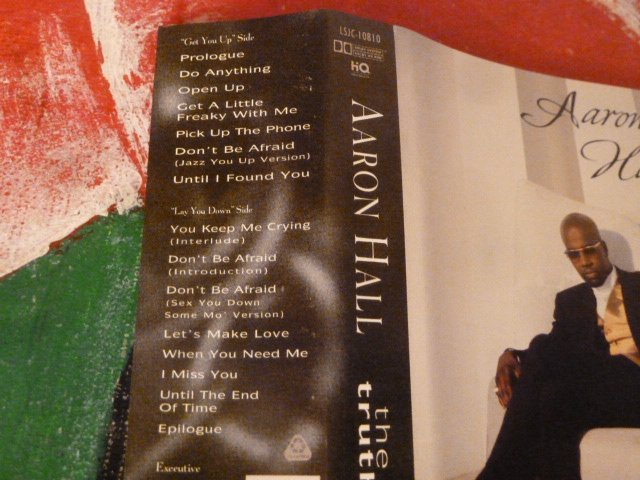 "Get You Up" Side
Prologue
Do Anything
Open Up
Get A Little
Freaky With Me
Pick Up The Phone
Don't Be Afraid
(Jazz You Up Version)
Until I Found You
"Lay You Down" Side
You Keep Me Crying
(Interlude)
Don't Be Afraid
(Introduction)
Don't Be Afraid
(Sex You Down
Some Mo' Version)
Let's Make Love
When You Need Me
I Miss You
Until The End
Of Time
Epilogue
Executive
LSJC-10810
HQ
AARON HALL
the
truth
Aaron